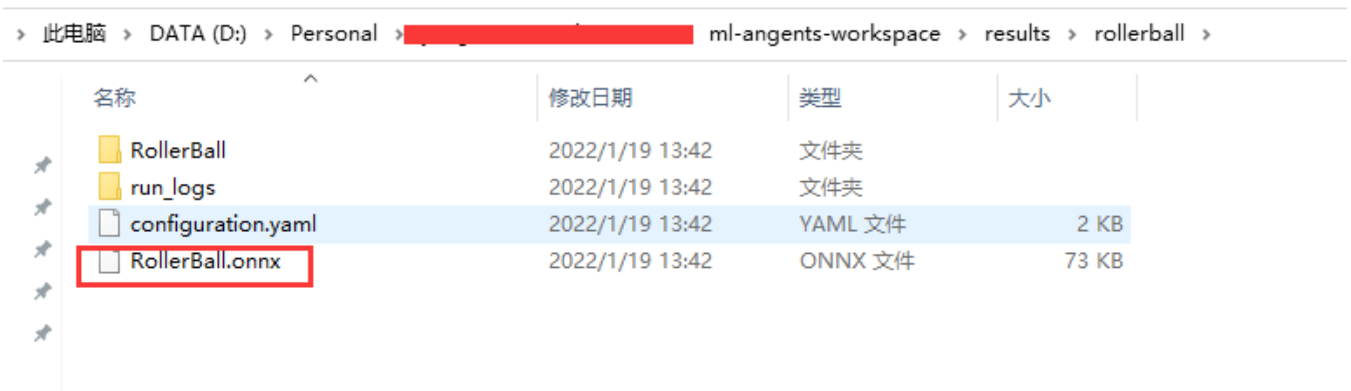 此电脑 > DATA (D:) > Personal > ml-angents-workspace > results > rollerball >
名称 修改日期 类型 大小
RollerBall 2022/1/19 13:42 文件夹
run_logs 2022/1/19 13:42 文件夹
configuration.yaml 2022/1/19 13:42 YAML 文件 2 KB
RollerBall.onnx 2022/1/19 13:42 ONNX 文件 73 KB